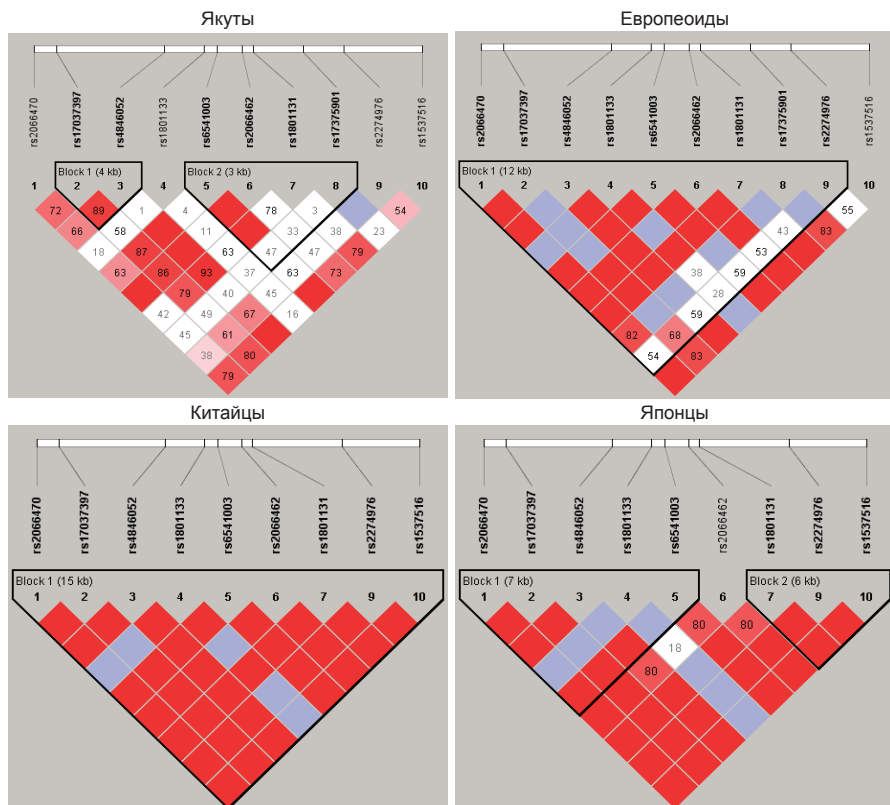 Якуты
rs2066470
rs17037397
rs4846052
rs1801133
rs6541003
rs2066462
rs1801131
rs17375901
rs2274976
rs1537516
Block 1 (4 kb) Block 2 (3 kb)
1 2 3 4 5 6 7 8 9 10
72 89 1 4 78 3 54
66 58 11 33 38 23
18 87 63 47 47 79
63 86 93 37 63 73
79 40 45
42 49 67 16
45 61
38 80
79
Европеоиды
rs2066470
rs17037397
rs4846052
rs1801133
rs6541003
rs2066462
rs1801131
rs17375901
rs2274976
rs1537516
Block 1 (12 kb)
1 2 3 4 5 6 7 8 9 10
55
43 83
53
38 59
28
59
82 68
54 83
Китайцы
rs2066470
rs17037397
rs4846052
rs1801133
rs6541003
rs2066462
rs1801131
rs2274976
rs1537516
Block 1 (15 kb)
1 2 3 4 5 6 7 9 10
Японцы
rs2066470
rs17037397
rs4846052
rs1801133
rs6541003
rs2066462
rs1801131
rs2274976
rs1537516
Block 1 (7 kb) Block 2 (6 kb)
1 2 3 4 5 6 7 9 10
80 80
18
80